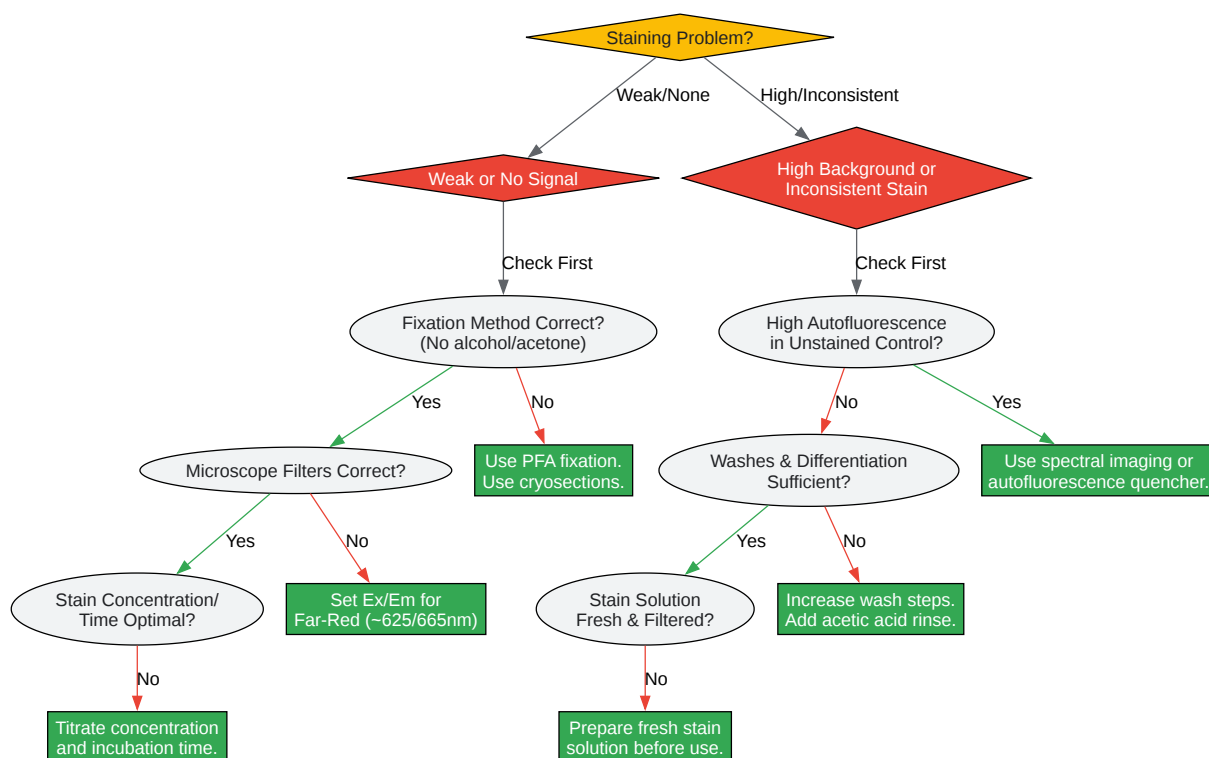 Staining Problem?
Weak/None
High/Inconsistent
Weak or No Signal
High Background or
Inconsistent Stain
Check First
Check First
Fixation Method Correct?
(No alcohol/acetone)
High Autofluorescence
in Unstained Control?
Yes
No
No
Yes
Microscope Filters Correct?
Use PFA fixation.
Use cryosections.
Washes & Differentiation
Sufficient?
Use spectral imaging or
autofluorescence quencher.
Yes
No
Yes
No
Stain Concentration/
Time Optimal?
Set Ex/Em for
Far-Red (~625/665nm)
Stain Solution
Fresh & Filtered?
Increase wash steps.
Add acetic acid rinse.
No
No
Titrate concentration
and incubation time.
Prepare fresh stain
solution before use.